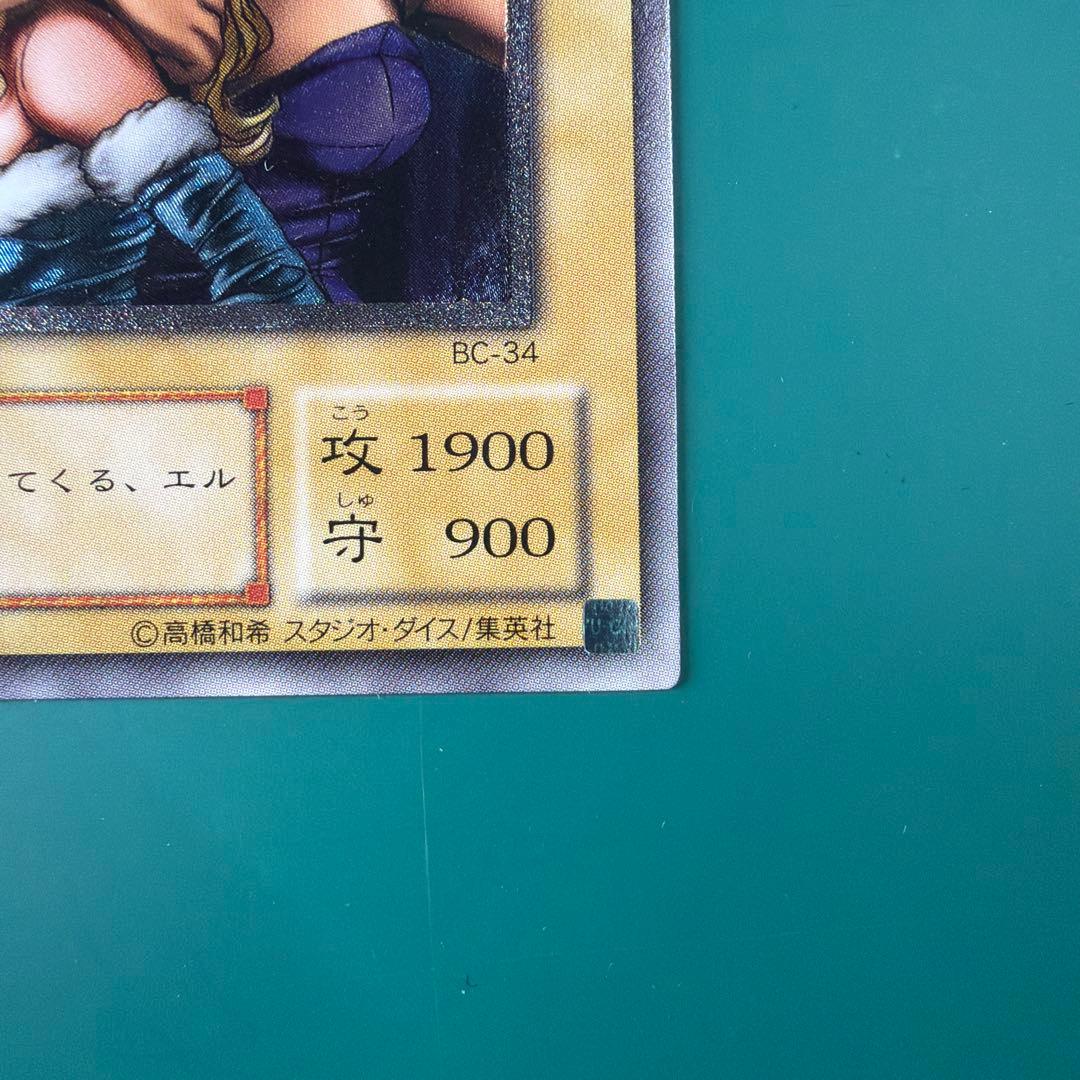 BC-34
こう
攻 1900
てくる、エル
しゅ
守 900
©高橋和希 スタジオ・ダイス/集英社